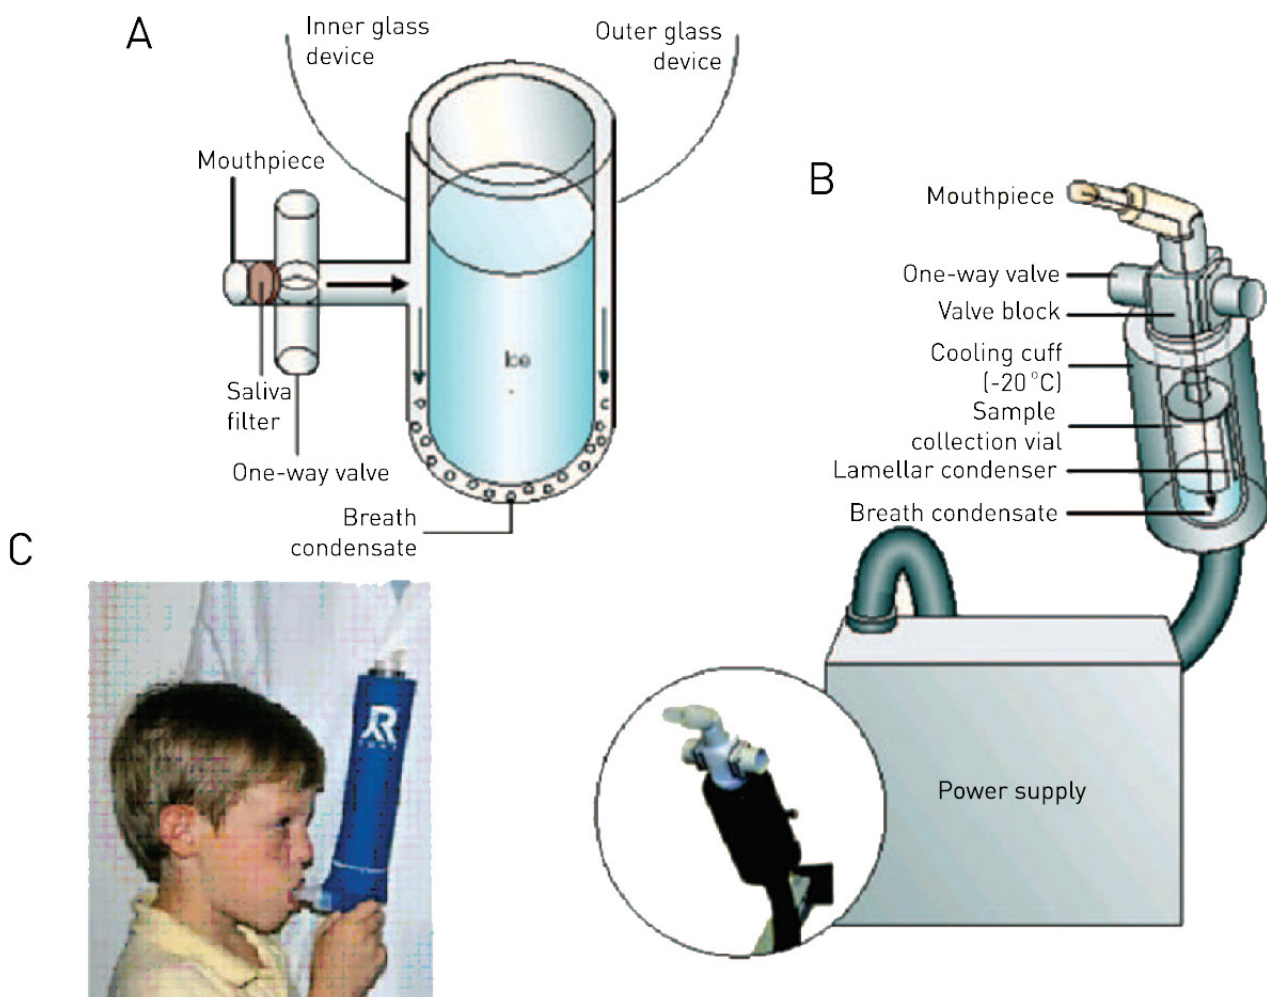 A
Inner glass
device
Outer glass
device
Mouthpiece
Ice
Saliva
filter
One-way valve
Breath
condensate
B
Mouthpiece
One-way valve
Valve block
Cooling cuff
(-20 °C)
Sample
collection vial
Lamellar condenser
Breath condensate
Power supply
C
R